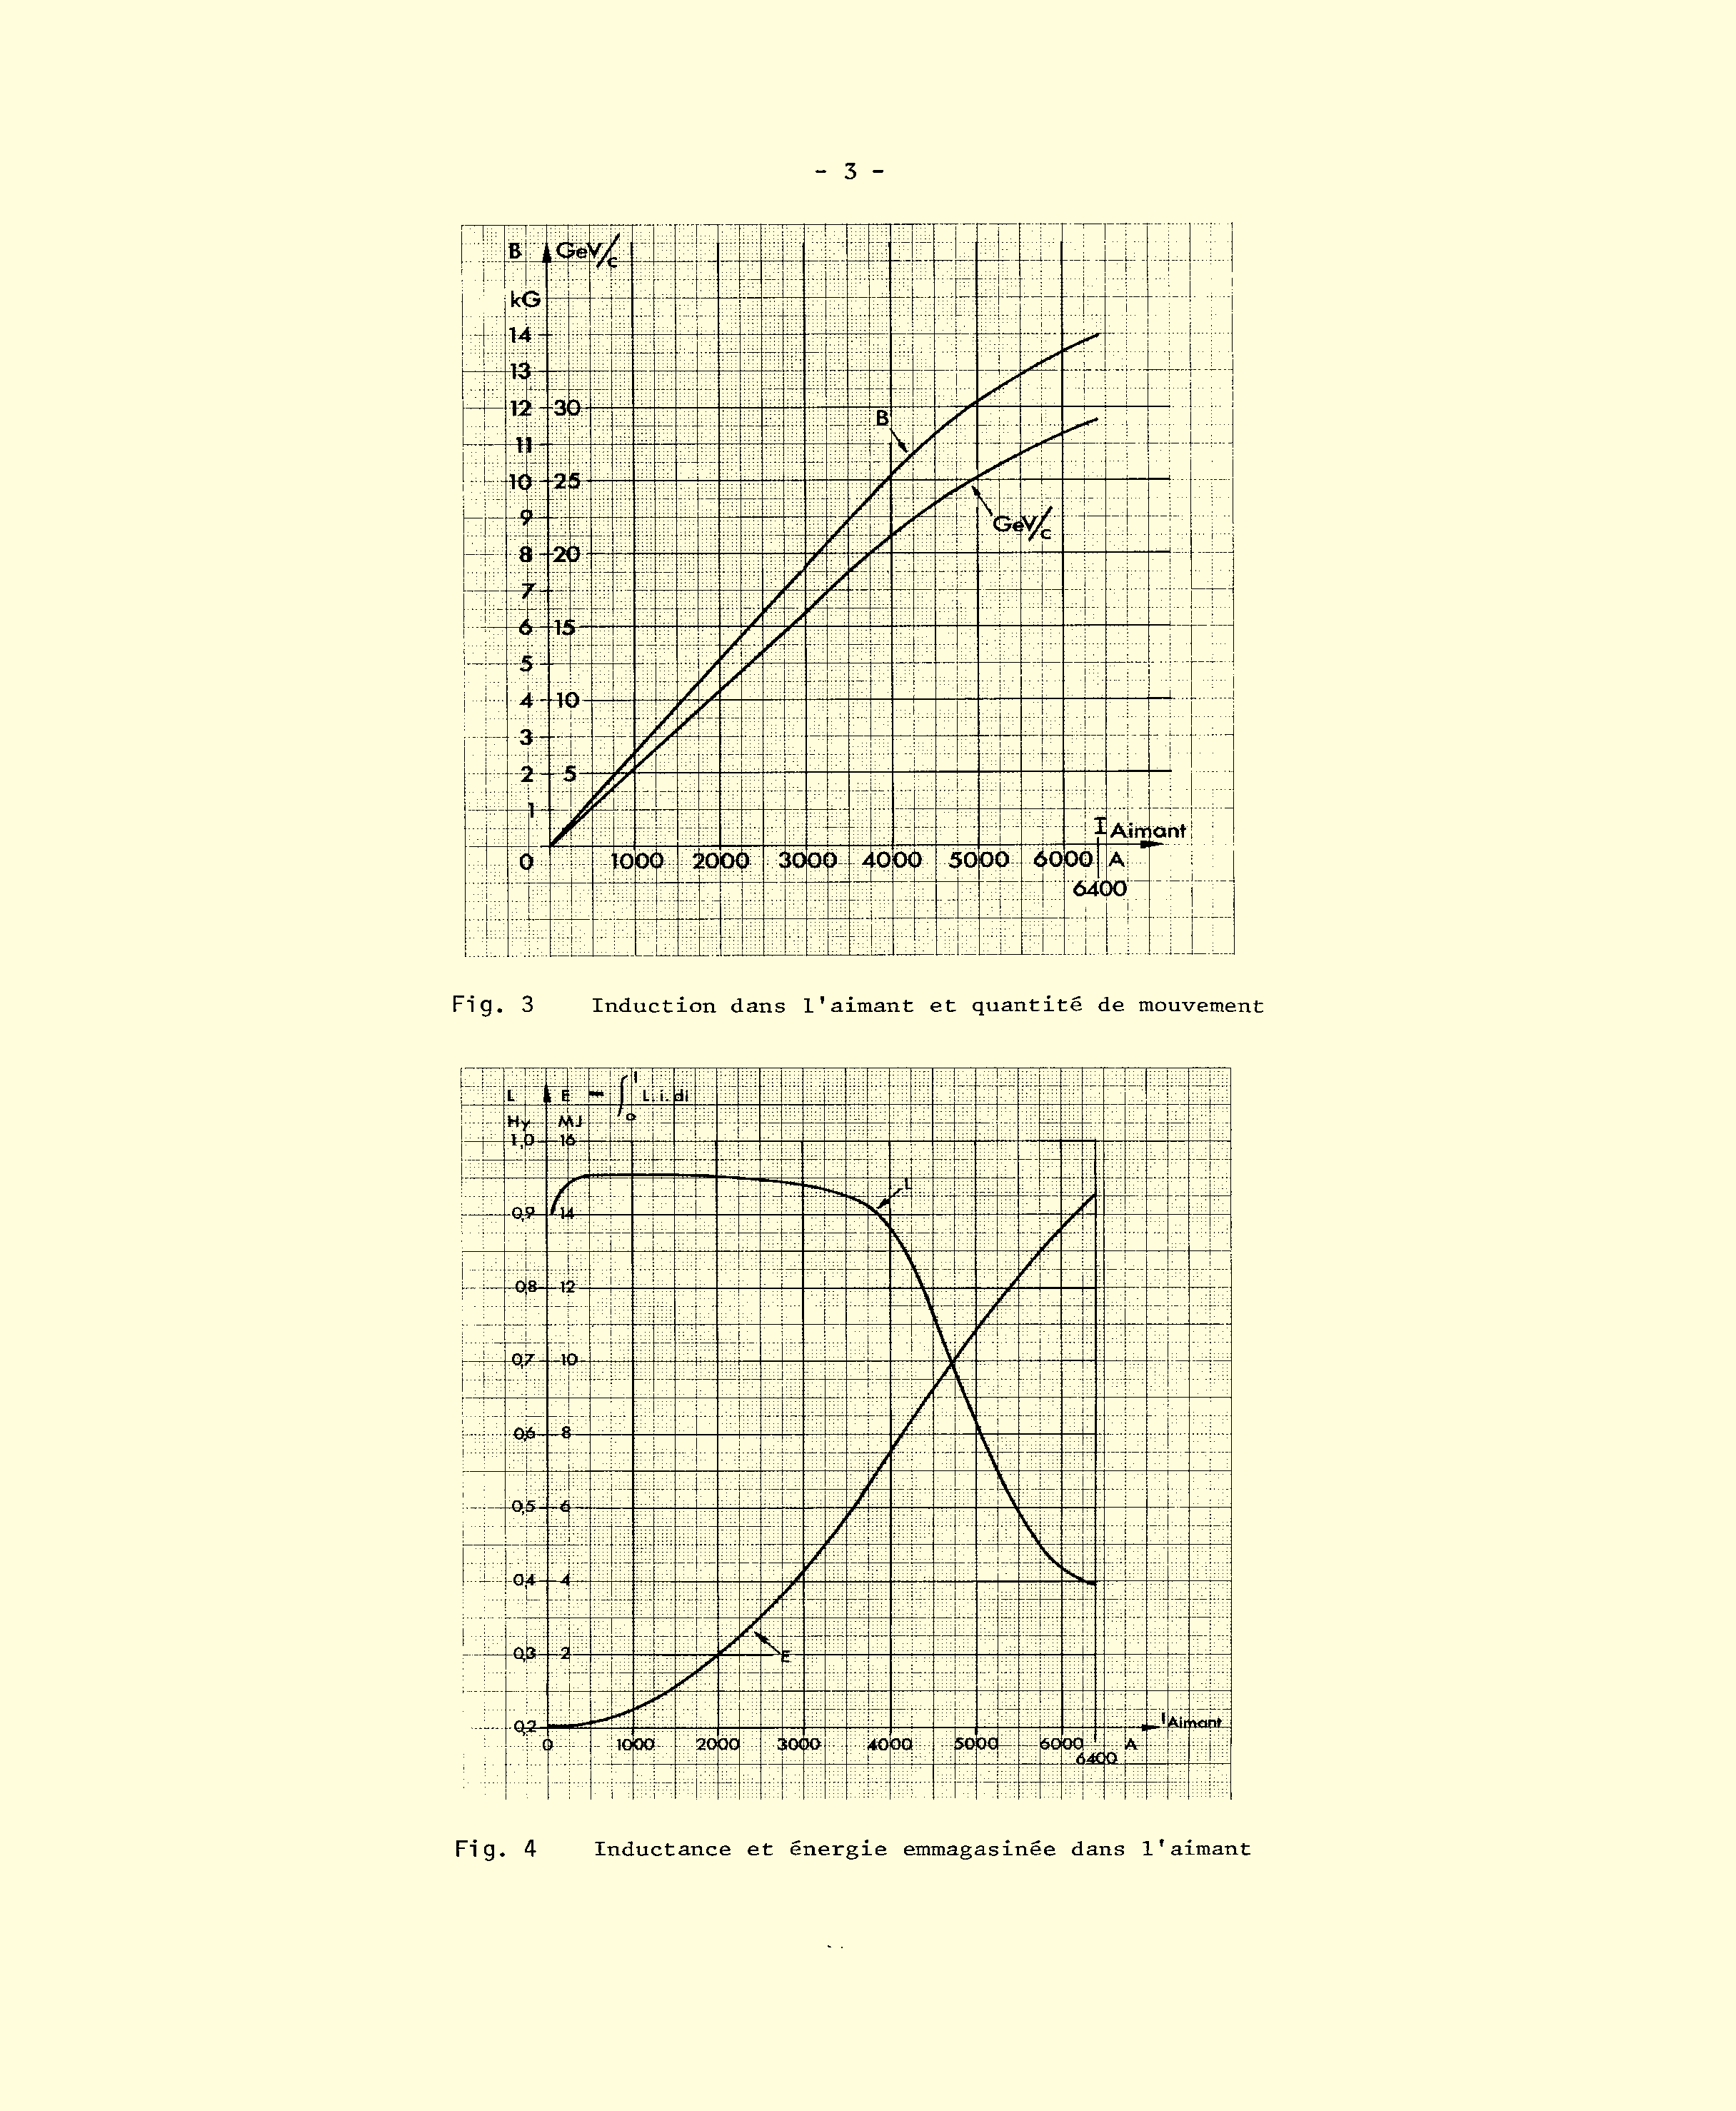 - 3 -
B GeV/c
kG
14
13
12 30
11
10 25
9
8 20
7
6 15
5
4 10
3
2 5
1
B
GeV/c
I Aimant
0 1000 2000 3000 4000 5000 6000 A
6400
Fig. 3 Induction dans l'aimant et quantité de mouvement
L E = ∫₀ᴵ L.i.di
Hy MJ
1,0 16
0,9 14
0,8 12
0,7 10
0,6 8
0,5 6
0,4 4
0,3 2
0,2
L
E
I Aimant
0 1000 2000 3000 4000 5000 6000 A
6400
Fig. 4 Inductance et énergie emmagasinée dans l'aimant